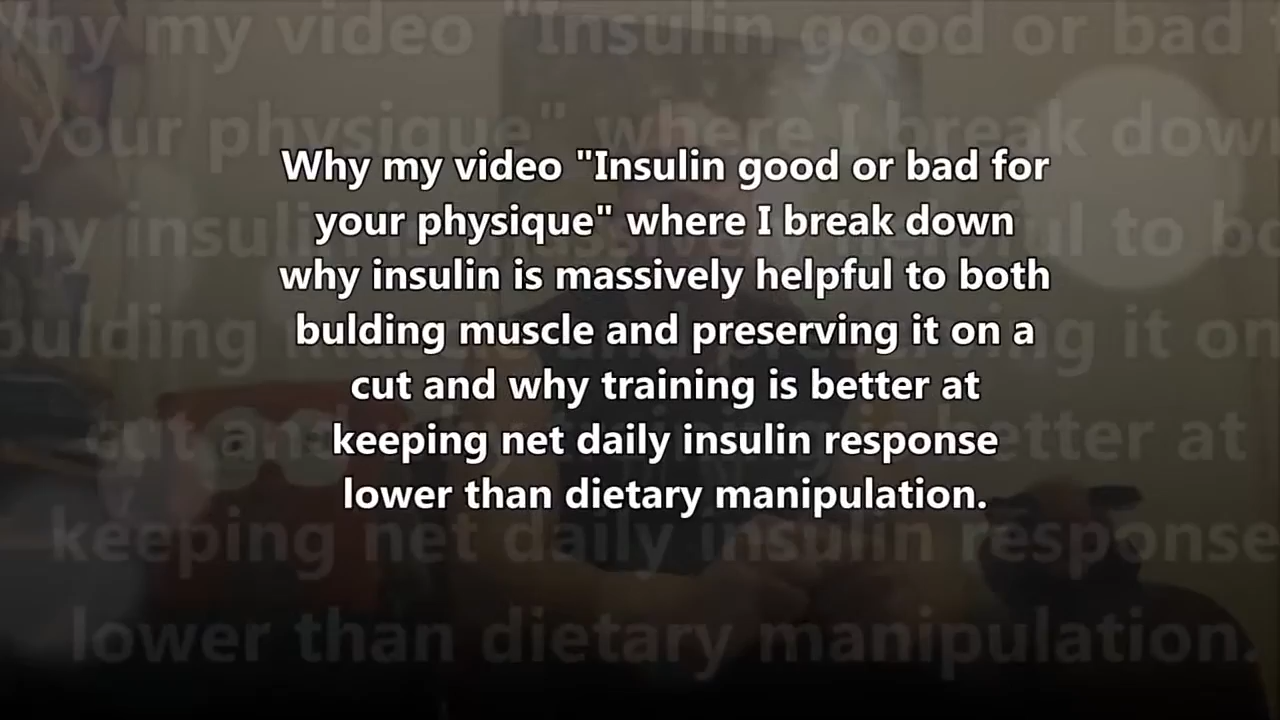 Why my video "Insulin good or bad for
your physique" where I break down
why insulin is massively helpful to both
bulding muscle and preserving it on a
cut and why training is better at
keeping net daily insulin response
lower than dietary manipulation.